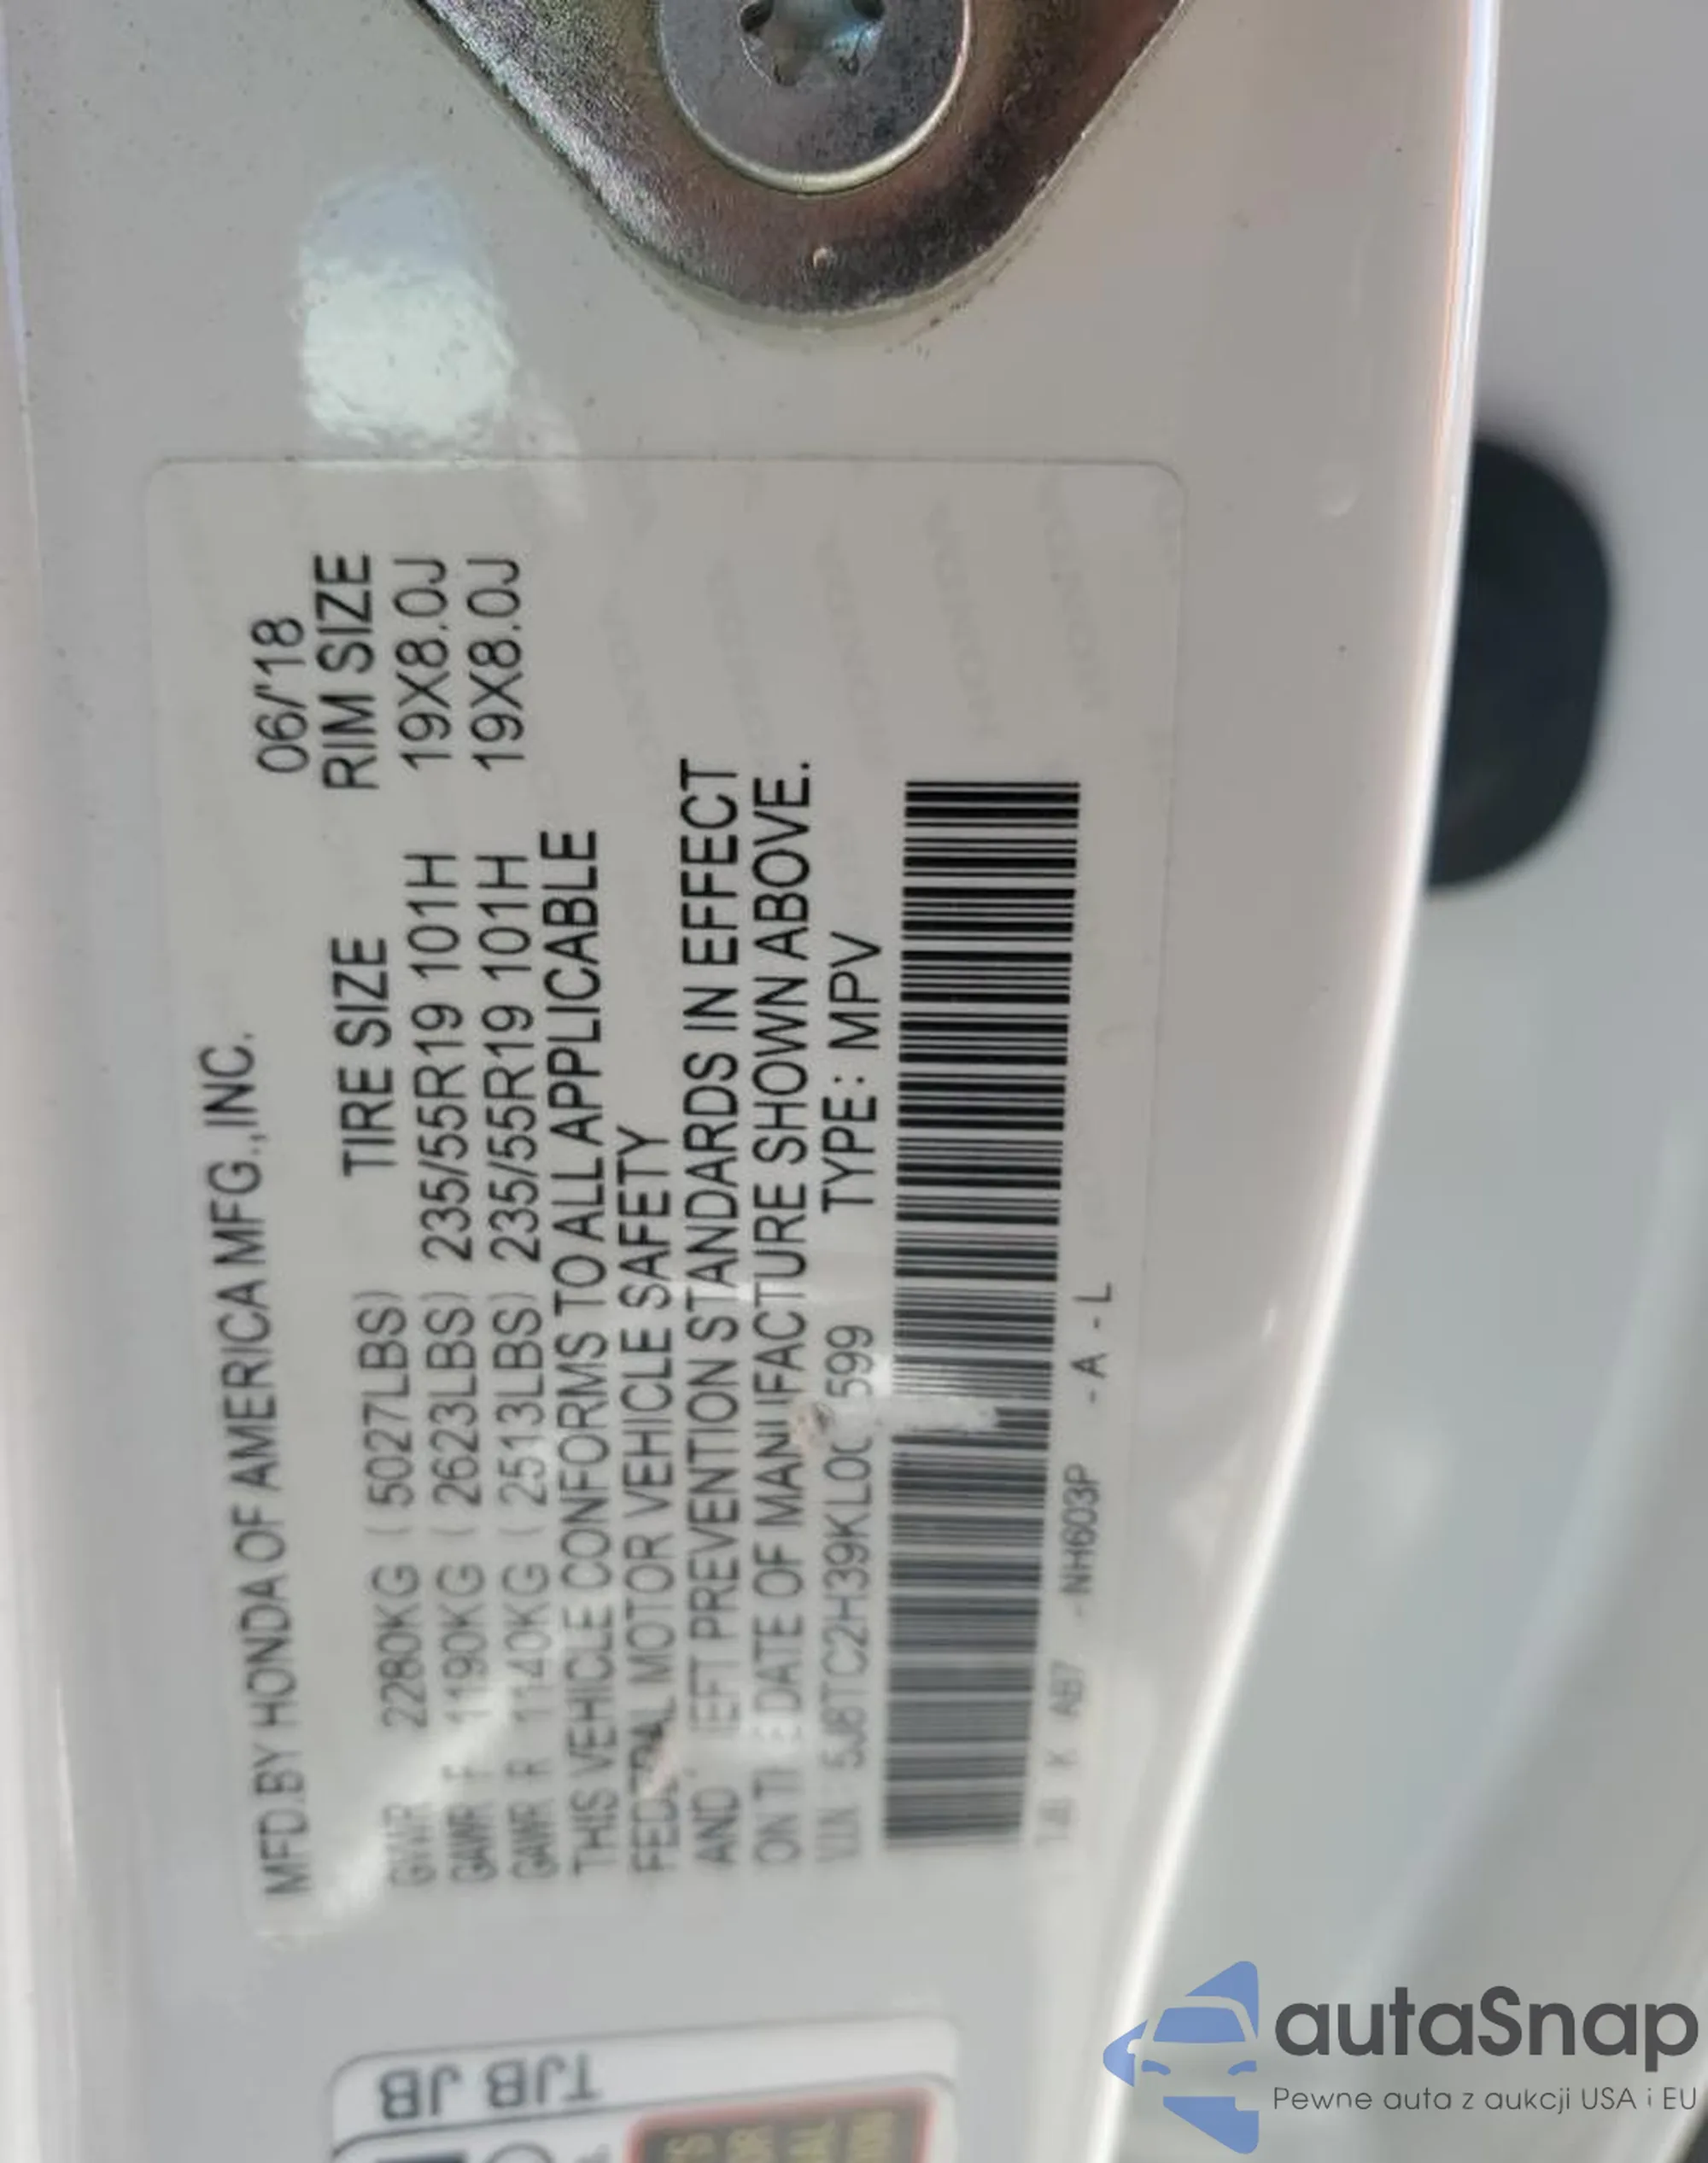 MFD.BY HONDA OF AMERICA MFG.,INC.
06/'18
TIRE SIZE RIM SIZE
GVWR 2280KG ( 5027LBS)
GAWR F 1190KG ( 2623LBS) 235/55R19 101H 19X8.0J
GAWR R 1140KG ( 2513LBS) 235/55R19 101H 19X8.0J
THIS VEHICLE CONFORMS TO ALL APPLICABLE
MOTOR VEHICLE SAFETY
AND PREVENTION STANDARDS IN EFFECT
ON DATE OF MANUFACTURE SHOWN ABOVE.
TYPE: MPV
NH603P -A-L
TJB JB
autaSnap
Pewne auta z aukcji USA i EU